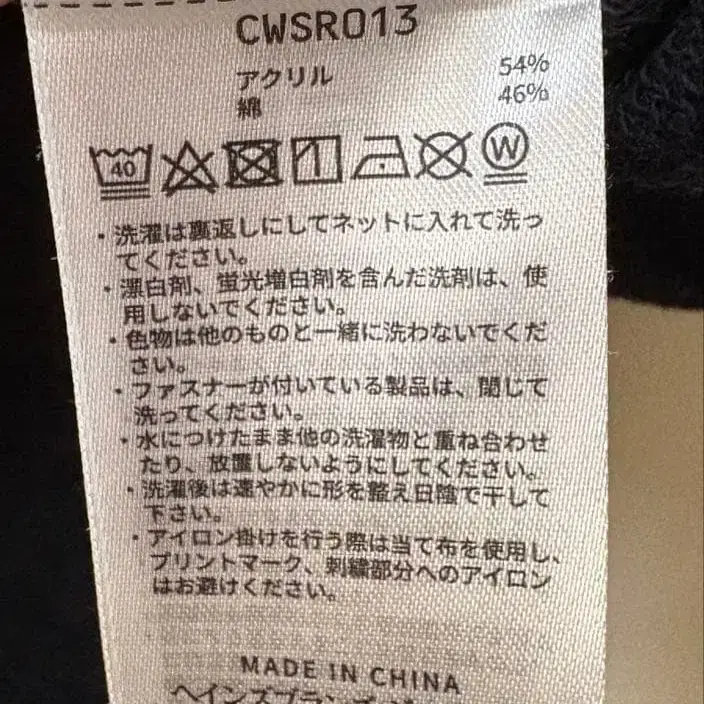 CWSR013
アクリル 54%
綿 46%
40
W
・洗濯は裏返しにしてネットに入れて洗っ
てください。
・漂白剤、蛍光増白剤を含んだ洗剤は、使
用しないでください。
・色物は他のものと一緒に洗わないでくだ
さい。
・ファスナーが付いている製品は、閉じて
洗ってください。
・水につけたまま他の洗濯物と重ね合わせ
たり、放置しないようにしてください。
・洗濯後は速やかに形を整え日陰で干して
下さい。
・アイロン掛けを行う際は当て布を使用し、
プリントマーク、刺繍部分へのアイロン
はお避けください。
MADE IN CHINA
ヘインズブランズ